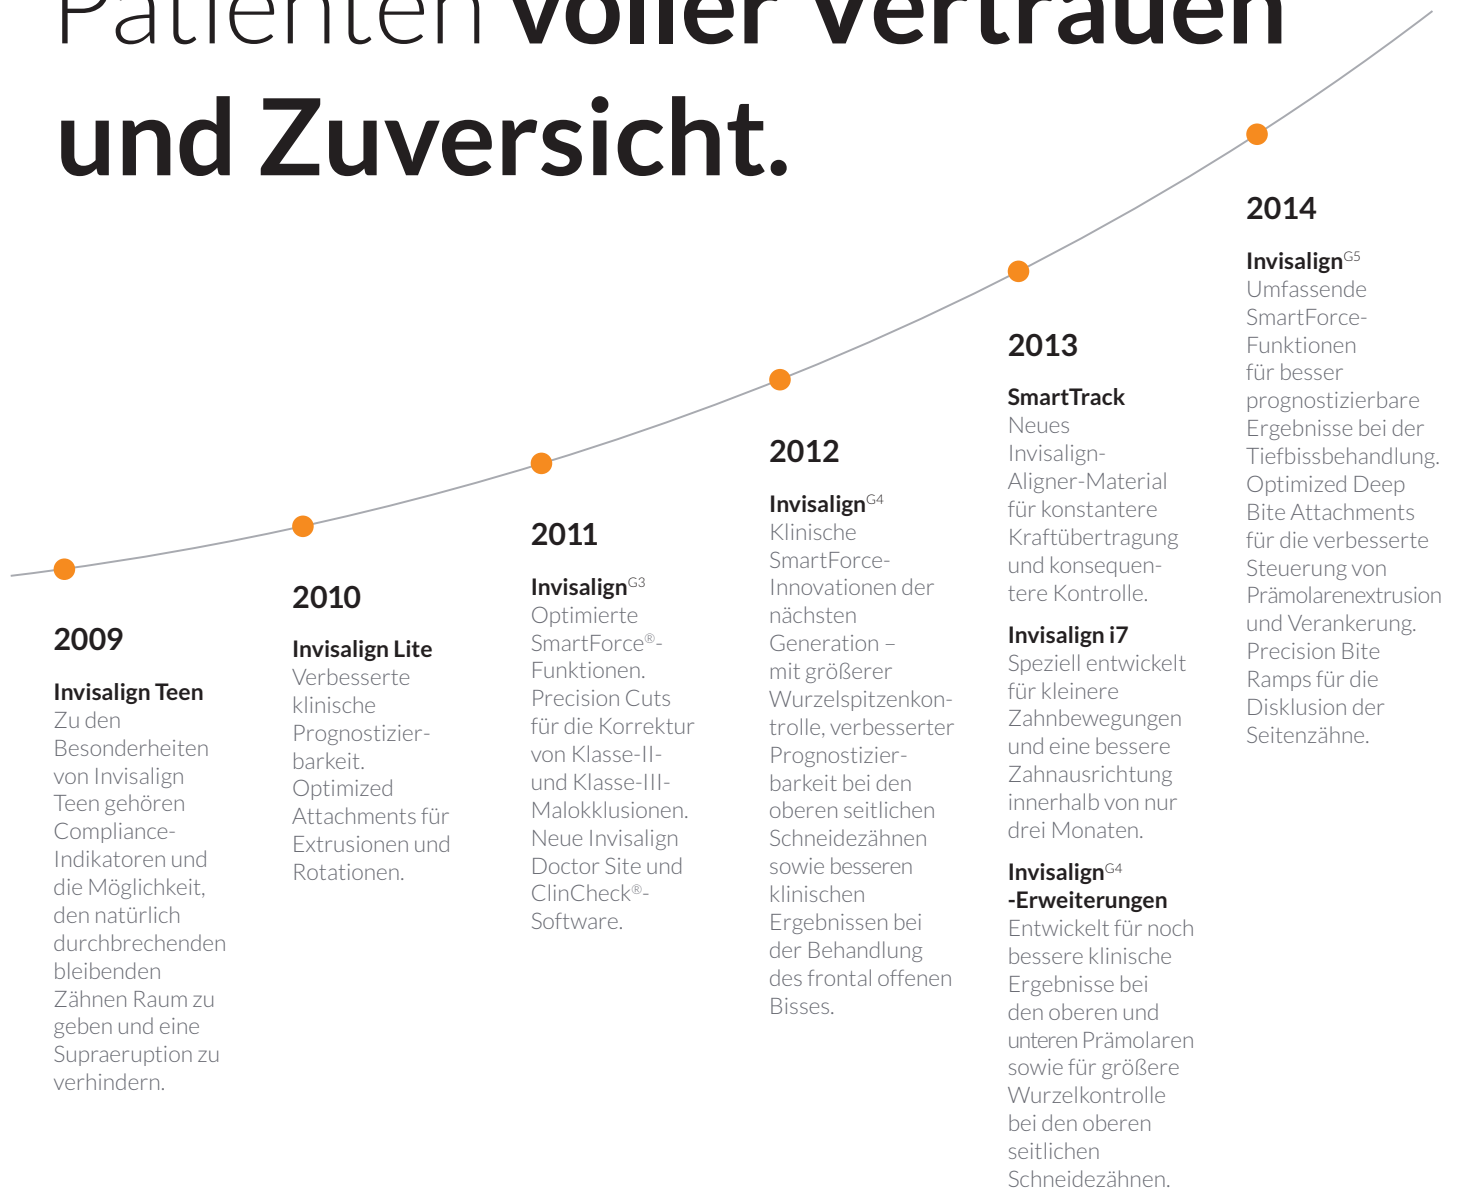 Patienten voller Vertrauen
und Zuversicht.
2009
Invisalign Teen
Zu den
Besonderheiten
von Invisalign
Teen gehören
Compliance-
Indikatoren und
die Möglichkeit,
den natürlich
durchbrechenden
bleibenden
Zähnen Raum zu
geben und eine
Supraeruption zu
verhindern.
2010
Invisalign Lite
Verbesserte
klinische
Prognostizier-
barkeit.
Optimized
Attachments für
Extrusionen und
Rotationen.
2011
Invisalign G3
Optimierte
SmartForce®-
Funktionen.
Precision Cuts
für die Korrektur
von Klasse-II-
und Klasse-III-
Malokklusionen.
Neue Invisalign
Doctor Site und
ClinCheck®-
Software.
2012
Invisalign G4
Klinische
SmartForce-
Innovationen der
nächsten
Generation –
mit größerer
Wurzelspitzenkon-
trolle, verbesserter
Prognostizier-
barkeit bei den
oberen seitlichen
Schneidezähnen
sowie besseren
klinischen
Ergebnissen bei
der Behandlung
des frontal offenen
Bisses.
2013
SmartTrack
Neues
Invisalign-
Aligner-Material
für konstantere
Kraftübertragung
und konsequen-
tere Kontrolle.
Invisalign i7
Speziell entwickelt
für kleinere
Zahnbewegungen
und eine bessere
Zahnausrichtung
innerhalb von nur
drei Monaten.
Invisalign G4
-Erweiterungen
Entwickelt für noch
bessere klinische
Ergebnisse bei
den oberen und
unteren Prämolaren
sowie für größere
Wurzelkontrolle
bei den oberen
seitlichen
Schneidezähnen.
2014
Invisalign G5
Umfassende
SmartForce-
Funktionen
für besser
prognostizierbare
Ergebnisse bei der
Tiefbissbehandlung.
Optimized Deep
Bite Attachments
für die verbesserte
Steuerung von
Prämolarenextrusion
und Verankerung.
Precision Bite
Ramps für die
Disklusion der
Seitenzähne.